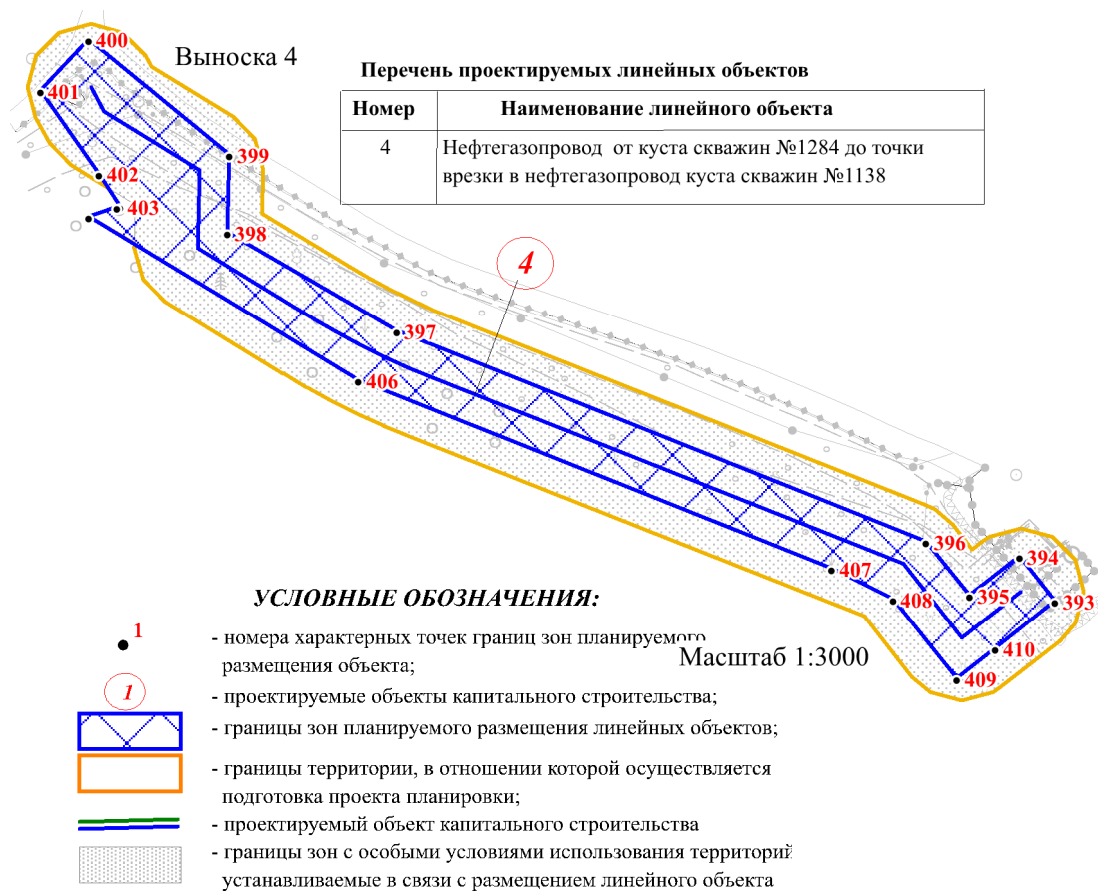 400
Выноска 4
Перечень проектируемых линейных объектов
401
Номер
Наименование линейного объекта
4
Нефтегазопровод от куста скважин №1284 до точки
врезки в нефтегазопровод куста скважин №1138
399
402
403
398
4
397
406
396
394
407
395
393
408
410
409
УСЛОВНЫЕ ОБОЗНАЧЕНИЯ:
1
- номера характерных точек границ зон планируемого
размещения объекта;
Масштаб 1:3000
1
- проектируемые объекты капитального строительства;
- границы зон планируемого размещения линейных объектов;
- границы территории, в отношении которой осуществляется
подготовка проекта планировки;
- проектируемый объект капитального строительства
- границы зон с особыми условиями использования территорий
устанавливаемые в связи с размещением линейного объекта